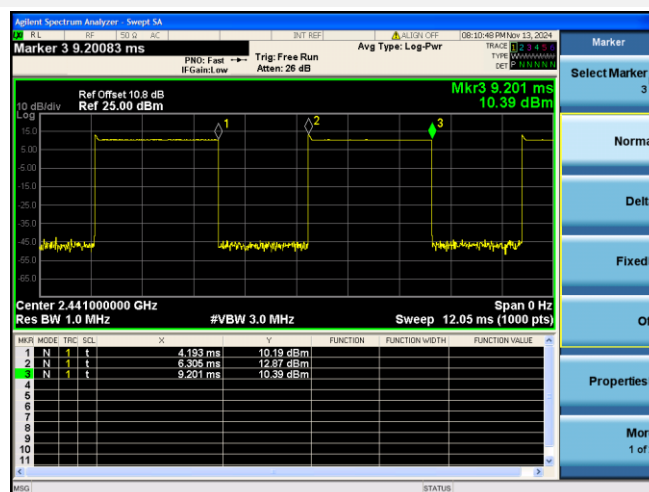 Agilent Spectrum Analyzer - Swept SA
RL RF 50 Ω AC INT REF ALIGN OFF 08:10:48 PM Nov 13, 2024
Marker 3 9.20083 ms
PNO: Fast
IFGain:Low
Trig: Free Run
Atten: 26 dB
Avg Type: Log-Pwr
TRACE 1 2 3 4 5 6
TYPE
DET P N N N N N
Mkr3 9.201 ms
10.39 dBm
Ref Offset 10.8 dB
10 dB/div Ref 25.00 dBm
Log
15.0
5.00
-5.00
-15.0
-25.0
-35.0
-45.0
-55.0
-65.0
1
2
3
Center 2.441000000 GHz Span 0 Hz
Res BW 1.0 MHz #VBW 3.0 MHz Sweep 12.05 ms (1000 pts)
MKR MODE TRC SCL X Y FUNCTION FUNCTION WIDTH FUNCTION VALUE
1 N 1 t 4.193 ms 10.19 dBm
2 N 1 t 6.305 ms 12.87 dBm
3 N 1 t 9.201 ms 10.39 dBm
4
5
6
7
8
9
10
11
MSG STATUS
Marker
Select Marker
3
Norma
Delt
Fixed
Of
Properties
Mor
1 of